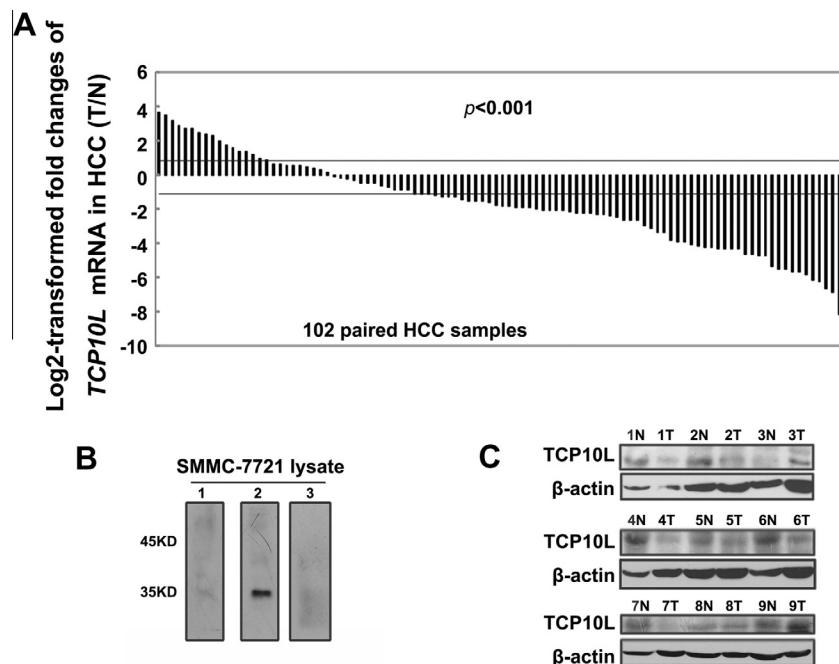 A
Log2-transformed fold changes of
TCP10L mRNA in HCC (T/N)
6
4
2
0
-2
-4
-6
-8
-10
p<0.001
102 paired HCC samples
B
SMMC-7721 lysate
1 2 3
45KD
35KD
C
1N 1T 2N 2T 3N 3T
TCP10L
β-actin
4N 4T 5N 5T 6N 6T
TCP10L
β-actin
7N 7T 8N 8T 9N 9T
TCP10L
β-actin